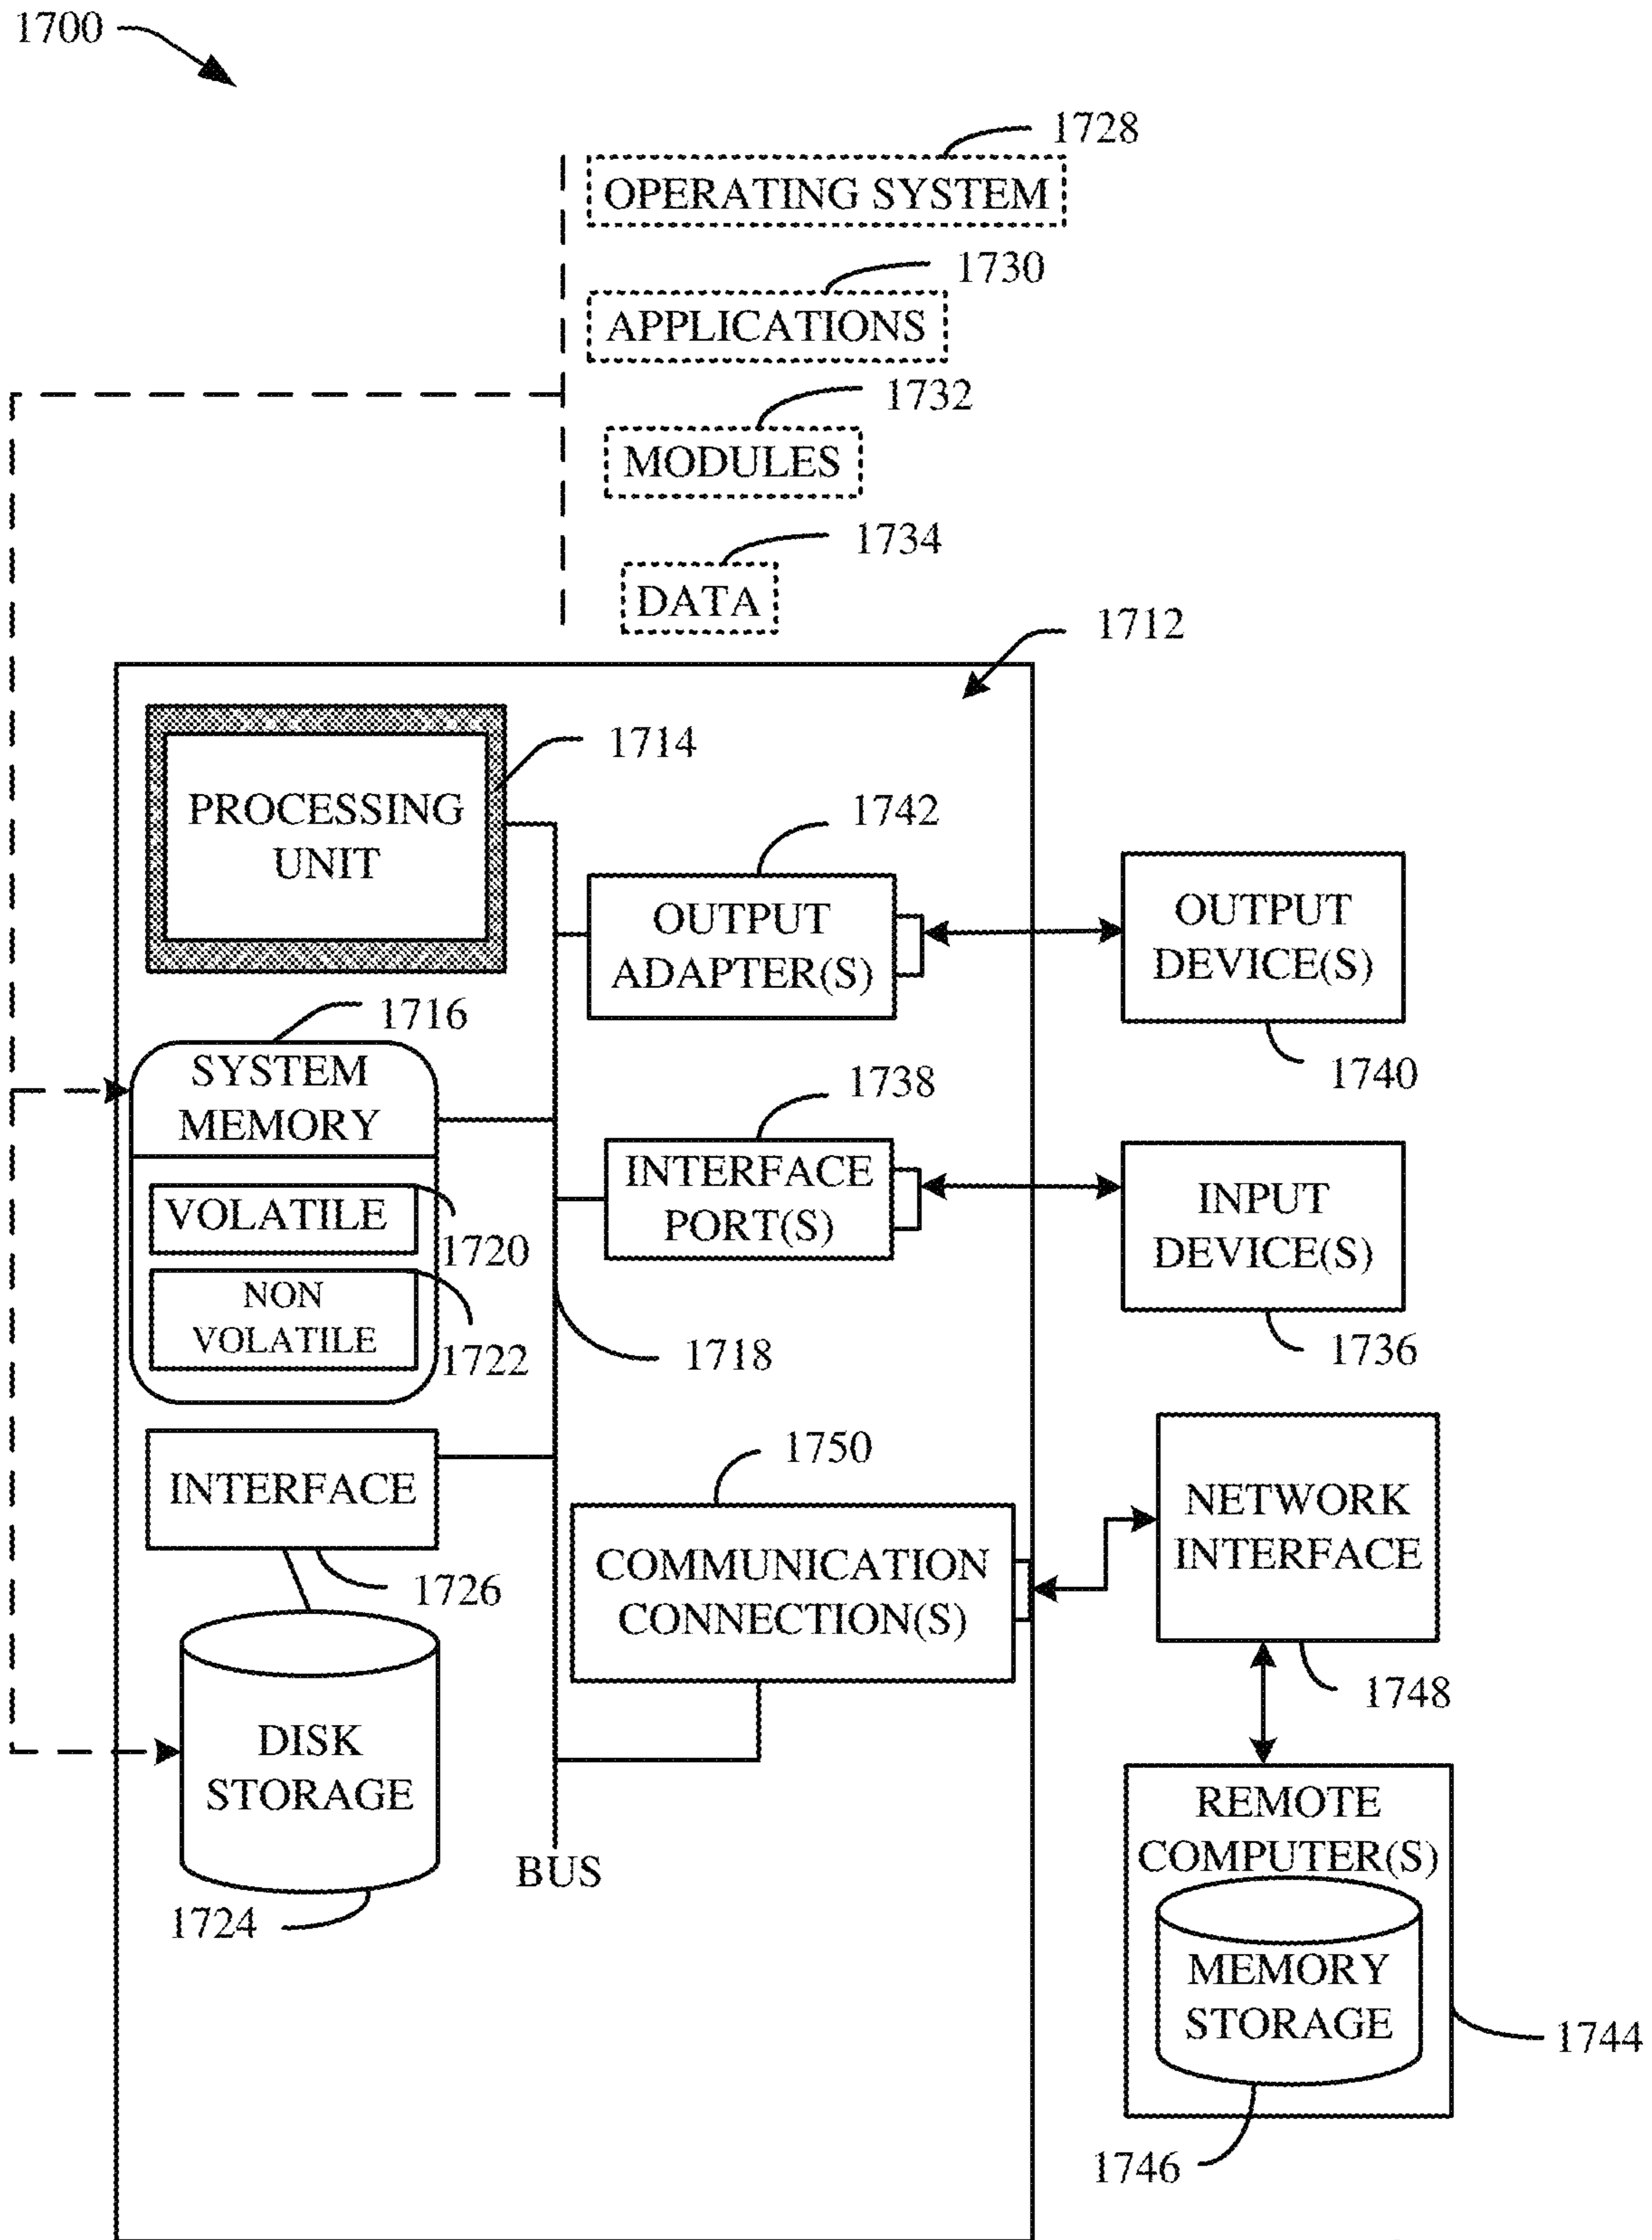 1700
1728
OPERATING SYSTEM
1730
APPLICATIONS
1732
MODULES
1734
DATA
1712
1714
PROCESSING
UNIT
1742
OUTPUT
ADAPTER(S)
OUTPUT
DEVICE(S)
1740
1716
SYSTEM
MEMORY
VOLATILE
1720
NON
VOLATILE
1722
1738
INTERFACE
PORT(S)
INPUT
DEVICE(S)
1736
1718
INTERFACE
1726
1750
COMMUNICATION
CONNECTION(S)
NETWORK
INTERFACE
1748
DISK
STORAGE
1724
BUS
REMOTE
COMPUTER(S)
MEMORY
STORAGE
1744
1746